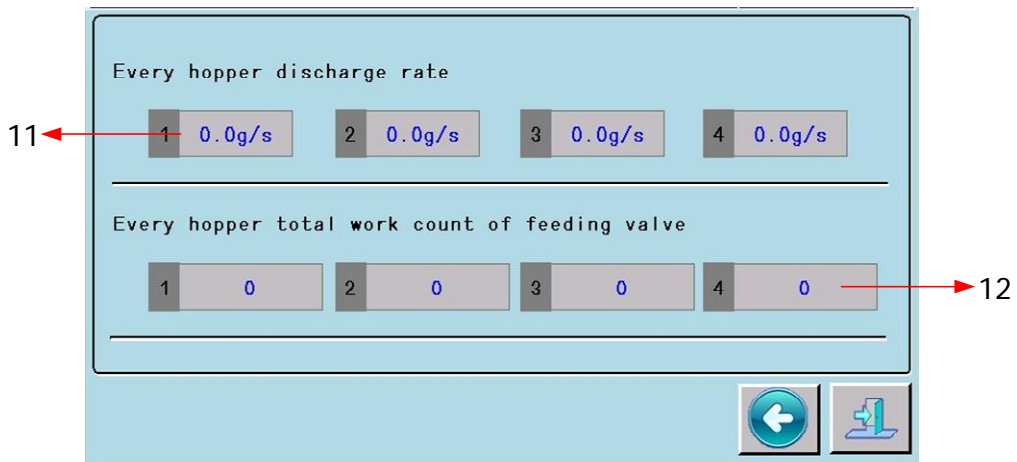 Every hopper discharge rate
11 1 0.0g/s 2 0.0g/s 3 0.0g/s 4 0.0g/s
Every hopper total work count of feeding valve
1 0 2 0 3 0 4 0 12